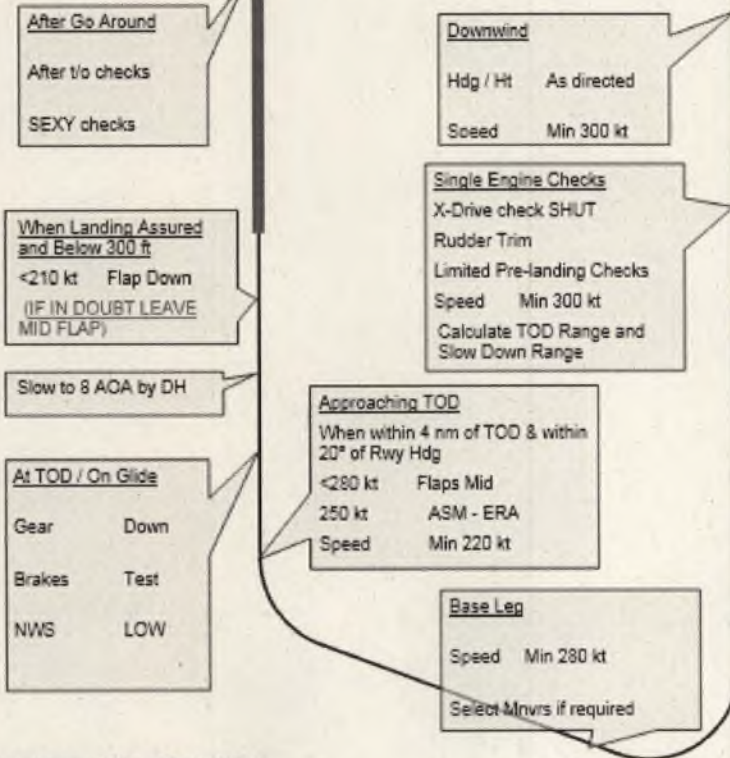 After Go Around
After t/o checks
SEXY checks
Downwind
Hdg / Ht As directed
Speed Min 300 kt
Single Engine Checks
X-Drive check SHUT
Rudder Trim
Limited Pre-landing Checks
Speed Min 300 kt
Calculate TOD Range and
Slow Down Range
When Landing Assured
and Below 300 ft
<210 kt Flap Down
(IF IN DOUBT LEAVE
MID FLAP)
Slow to 8 AOA by DH
Approaching TOD
When within 4 nm of TOD & within
20° of Rwy Hdg
<280 kt Flaps Mid
250 kt ASM - ERA
Speed Min 220 kt
At TOD / On Glide
Gear Down
Brakes Test
NWS LOW
Base Leg
Speed Min 280 kt
Select Mnvrs if required